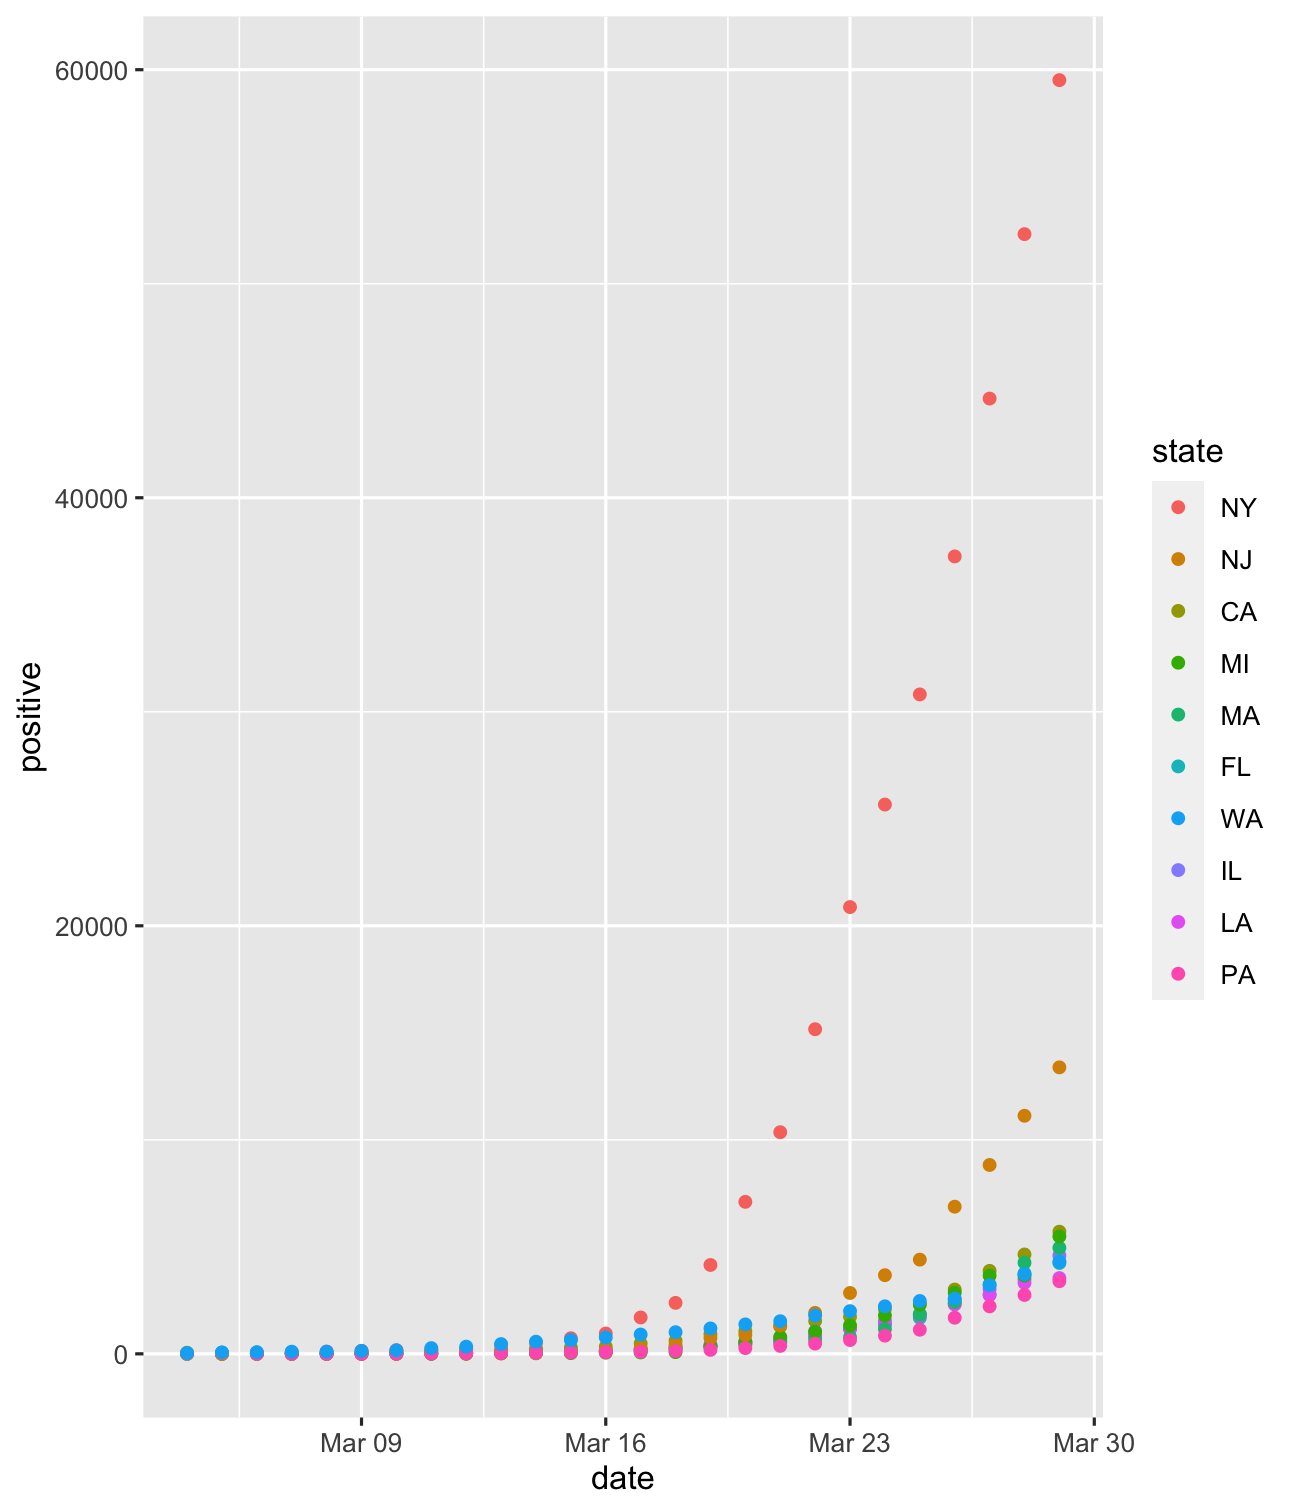 60000
40000
20000
0
positive
Mar 09
Mar 16
Mar 23
Mar 30
date
state
NY
NJ
CA
MI
MA
FL
WA
IL
LA
PA